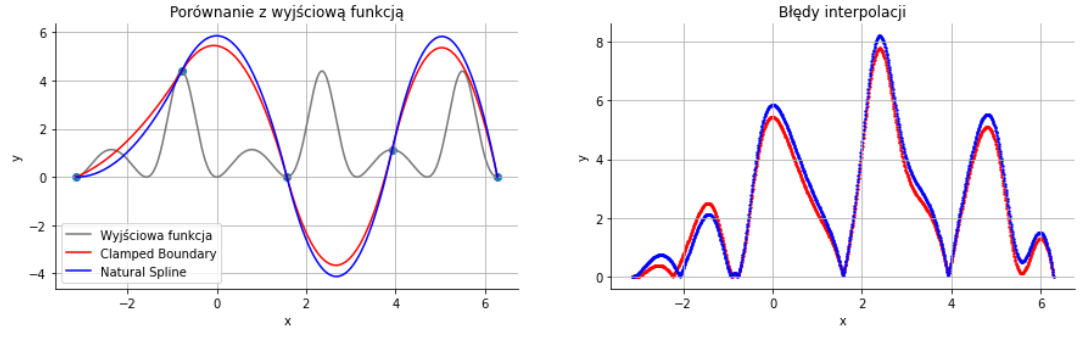 Porównanie z wyjściową funkcją
6
4
2
0
−2
−4
y
Wyjściowa funkcja
Clamped Boundary
Natural Spline
−2
0
2
4
6
x
Błędy interpolacji
8
6
4
2
0
y
−2
0
2
4
6
x